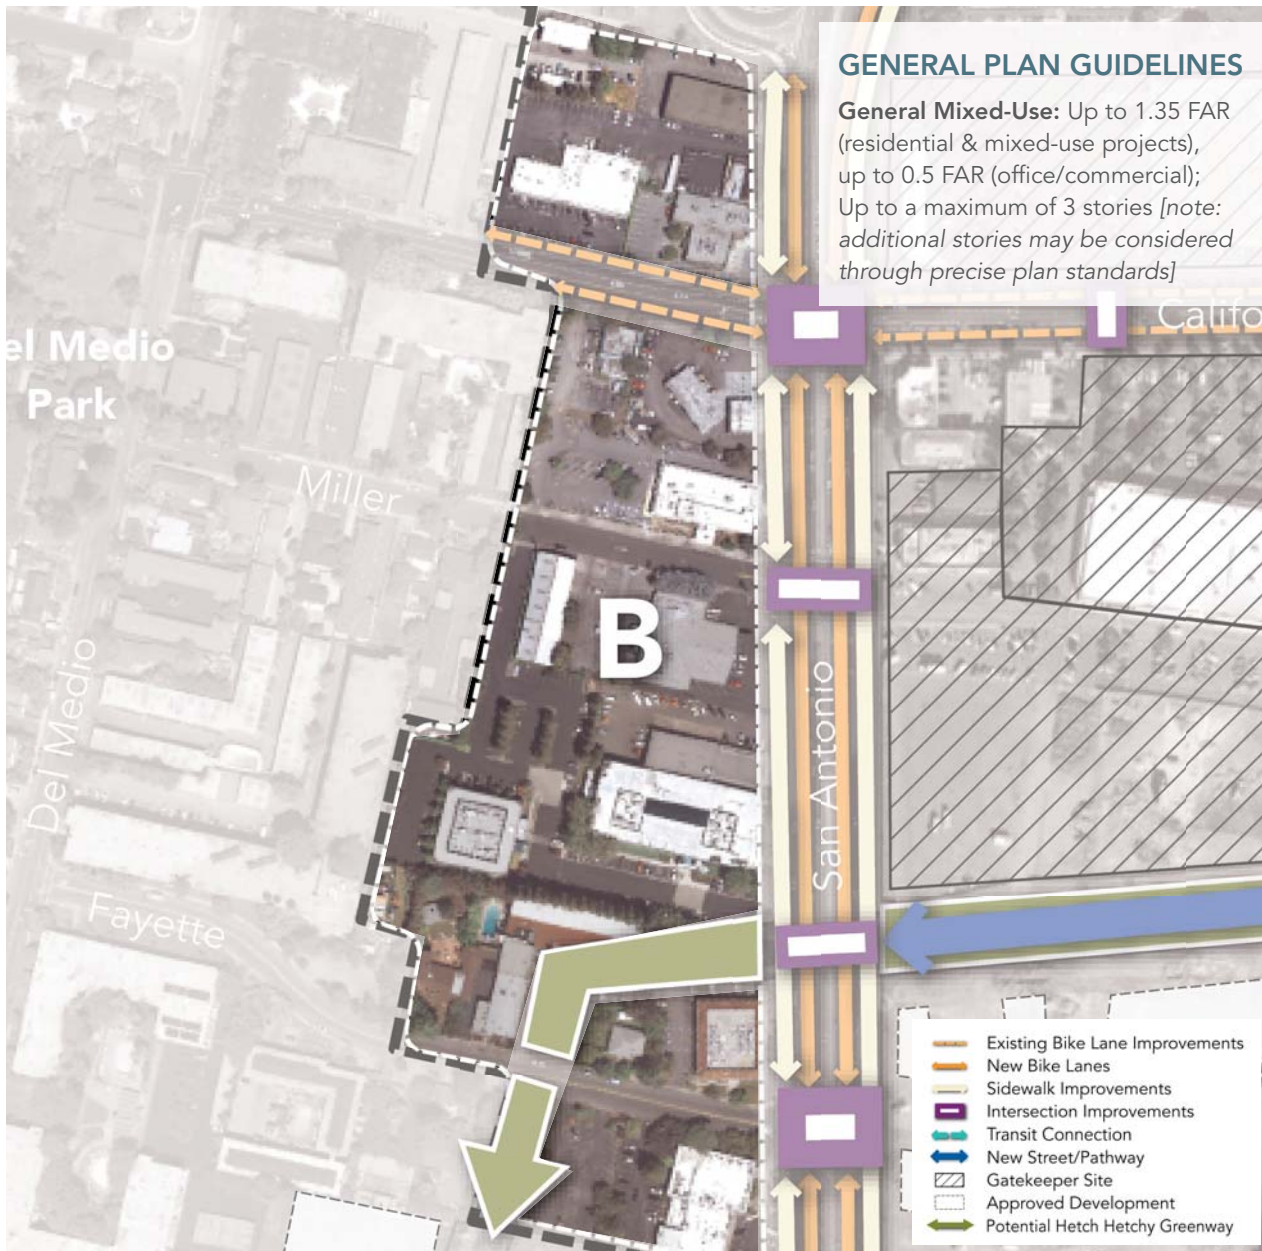 GENERAL PLAN GUIDELINES
General Mixed-Use: Up to 1.35 FAR
(residential & mixed-use projects),
up to 0.5 FAR (office/commercial);
Up to a maximum of 3 stories [note:
additional stories may be considered
through precise plan standards]
Califo
el Medio
Park
Miller
B
Del Medio
San Antonio
Fayette
Existing Bike Lane Improvements
New Bike Lanes
Sidewalk Improvements
Intersection Improvements
Transit Connection
New Street/Pathway
Gatekeeper Site
Approved Development
Potential Hetch Hetchy Greenway